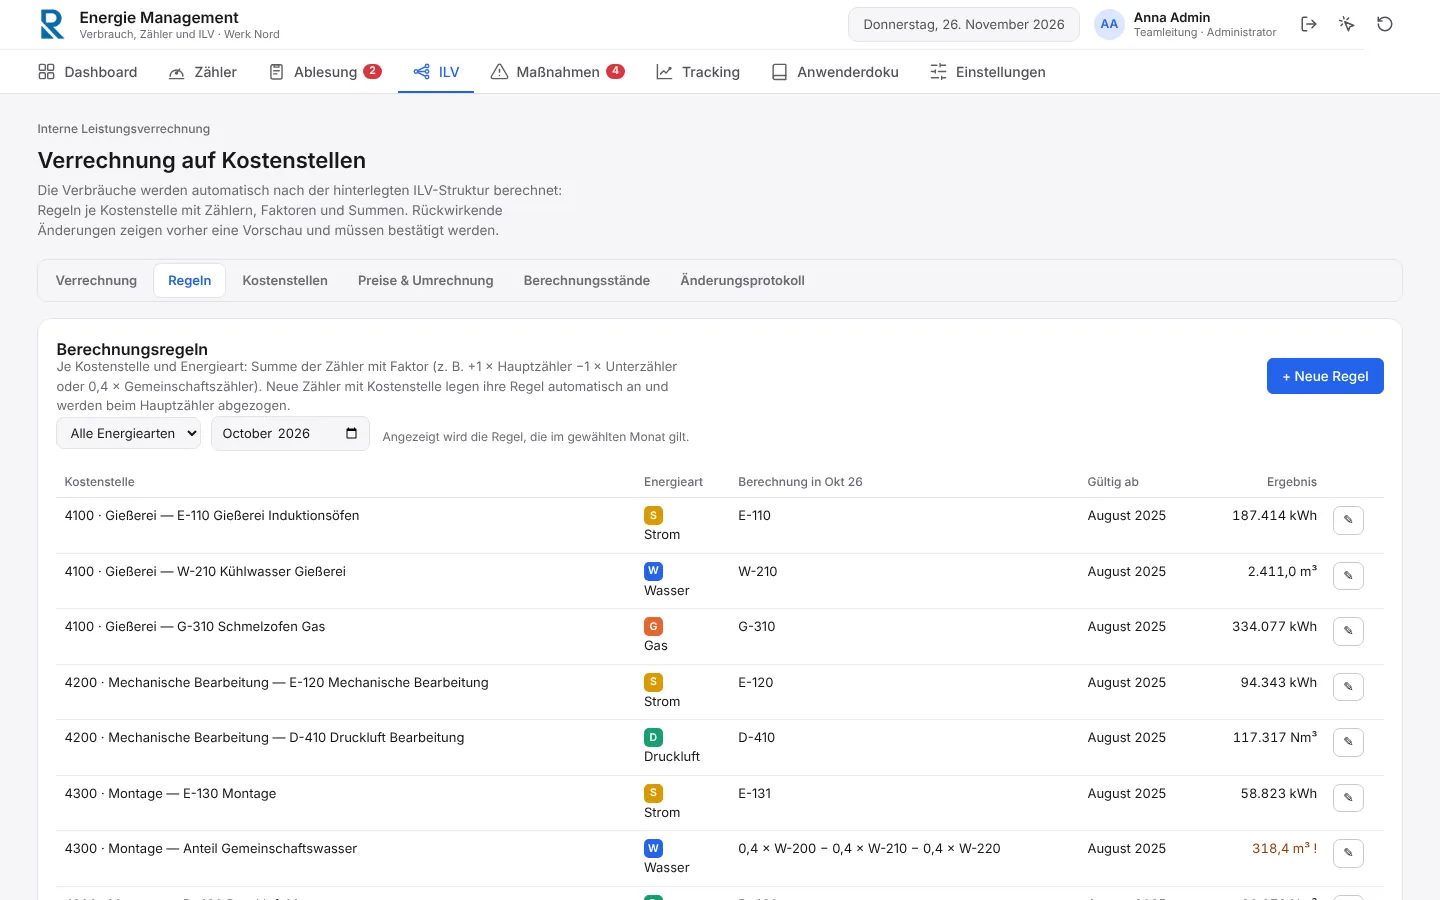 Energie Management
Verbrauch, Zähler und ILV · Werk Nord
Donnerstag, 26. November 2026
AA
Anna Admin
Teamleitung · Administrator
Dashboard
Zähler
Ablesung 2
ILV
Maßnahmen 4
Tracking
Anwenderdoku
Einstellungen
Interne Leistungsverrechnung
Verrechnung auf Kostenstellen
Die Verbräuche werden automatisch nach der hinterlegten ILV-Struktur berechnet:
Regeln je Kostenstelle mit Zählern, Faktoren und Summen. Rückwirkende
Änderungen zeigen vorher eine Vorschau und müssen bestätigt werden.
Verrechnung
Regeln
Kostenstellen
Preise & Umrechnung
Berechnungsstände
Änderungsprotokoll
Berechnungsregeln
Je Kostenstelle und Energieart: Summe der Zähler mit Faktor (z. B. +1 × Hauptzähler −1 × Unterzähler
oder 0,4 × Gemeinschaftszähler). Neue Zähler mit Kostenstelle legen ihre Regel automatisch an und
werden beim Hauptzähler abgezogen.
+ Neue Regel
Alle Energiearten
October 2026
Angezeigt wird die Regel, die im gewählten Monat gilt.
Kostenstelle Energieart Berechnung in Okt 26 Gültig ab Ergebnis
4100 · Gießerei — E-110 Gießerei Induktionsöfen S Strom E-110 August 2025 187.414 kWh
4100 · Gießerei — W-210 Kühlwasser Gießerei W Wasser W-210 August 2025 2.411,0 m³
4100 · Gießerei — G-310 Schmelzofen Gas G Gas G-310 August 2025 334.077 kWh
4200 · Mechanische Bearbeitung — E-120 Mechanische Bearbeitung S Strom E-120 August 2025 94.343 kWh
4200 · Mechanische Bearbeitung — D-410 Druckluft Bearbeitung D Druckluft D-410 August 2025 117.317 Nm³
4300 · Montage — E-130 Montage S Strom E-131 August 2025 58.823 kWh
4300 · Montage — Anteil Gemeinschaftswasser W Wasser 0,4 × W-200 − 0,4 × W-210 − 0,4 × W-220 August 2025 318,4 m³ !